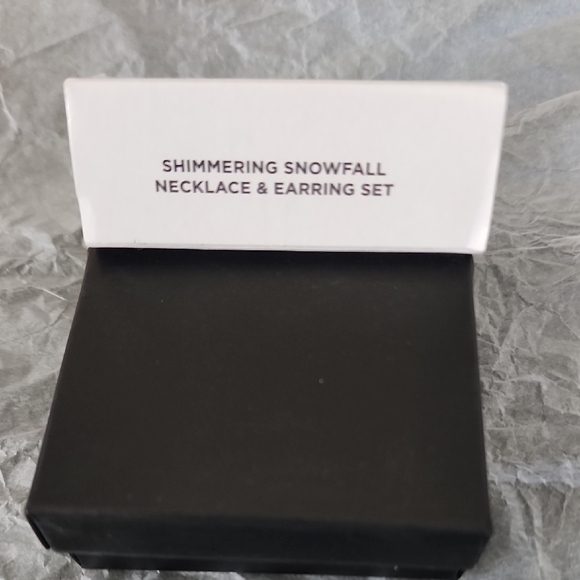 SHIMMERING SNOWFALL
NECKLACE & EARRING SET